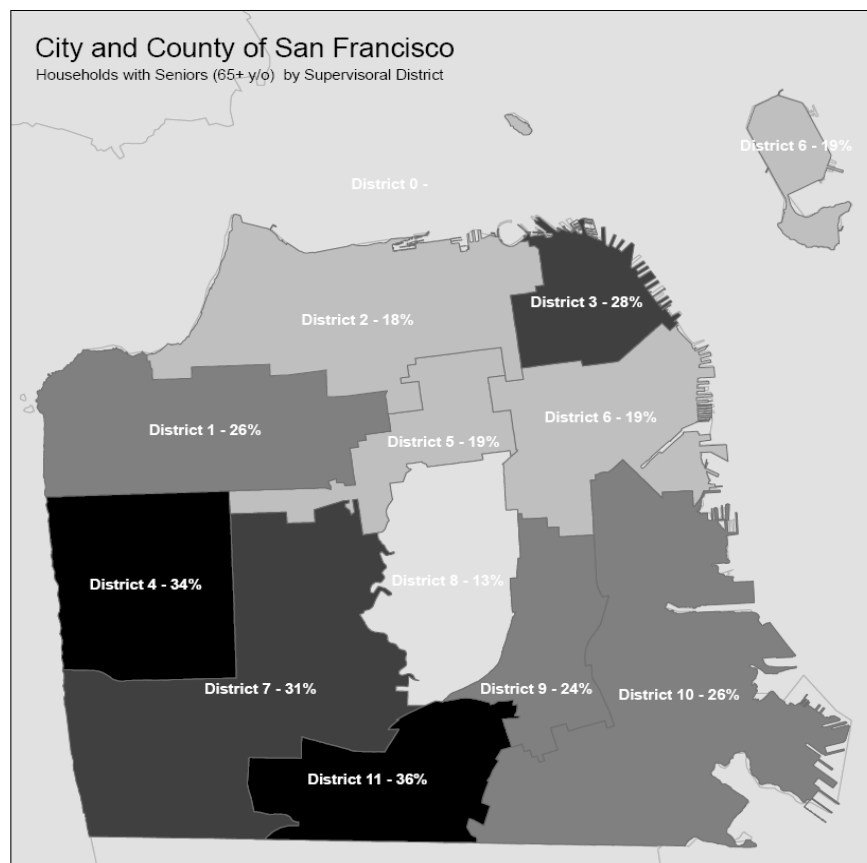 City and County of San Francisco
Households with Seniors (65+ y/o) by Supervisoral District
District 6 - 19%
District 0 -
District 3 - 28%
District 2 - 18%
District 6 - 19%
District 1 - 26%
District 5 - 19%
District 4 - 34%
District 8 - 13%
District 7 - 31%
District 9 - 24%
District 10 - 26%
District 11 - 36%